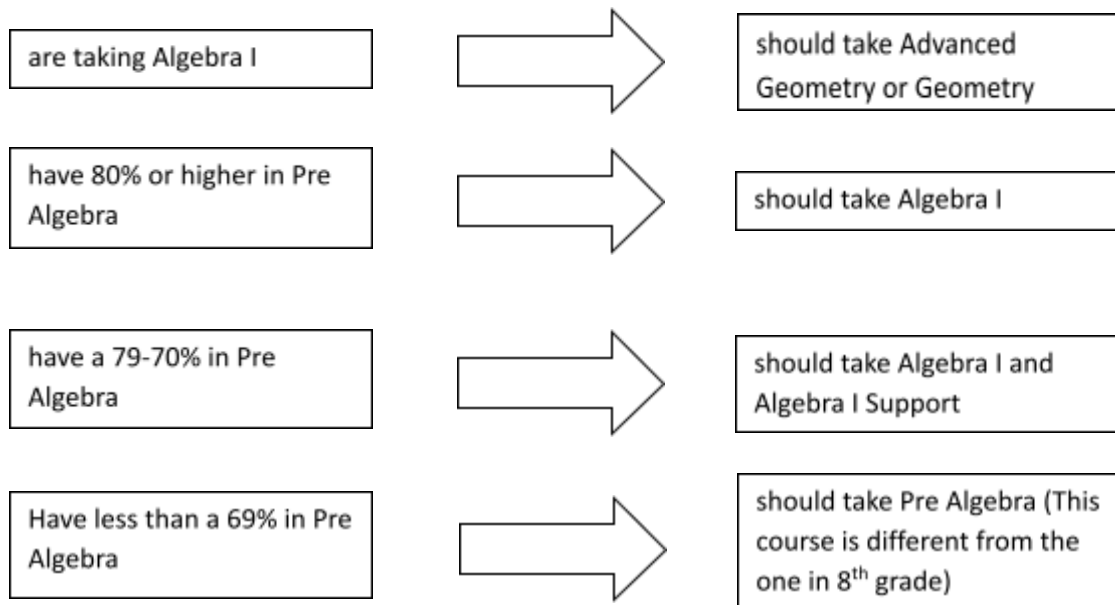 are taking Algebra I
should take Advanced
Geometry or Geometry
have 80% or higher in Pre
Algebra
should take Algebra I
have a 79-70% in Pre
Algebra
should take Algebra I and
Algebra I Support
Have less than a 69% in Pre
Algebra
should take Pre Algebra (This
course is different from the
one in 8th grade)